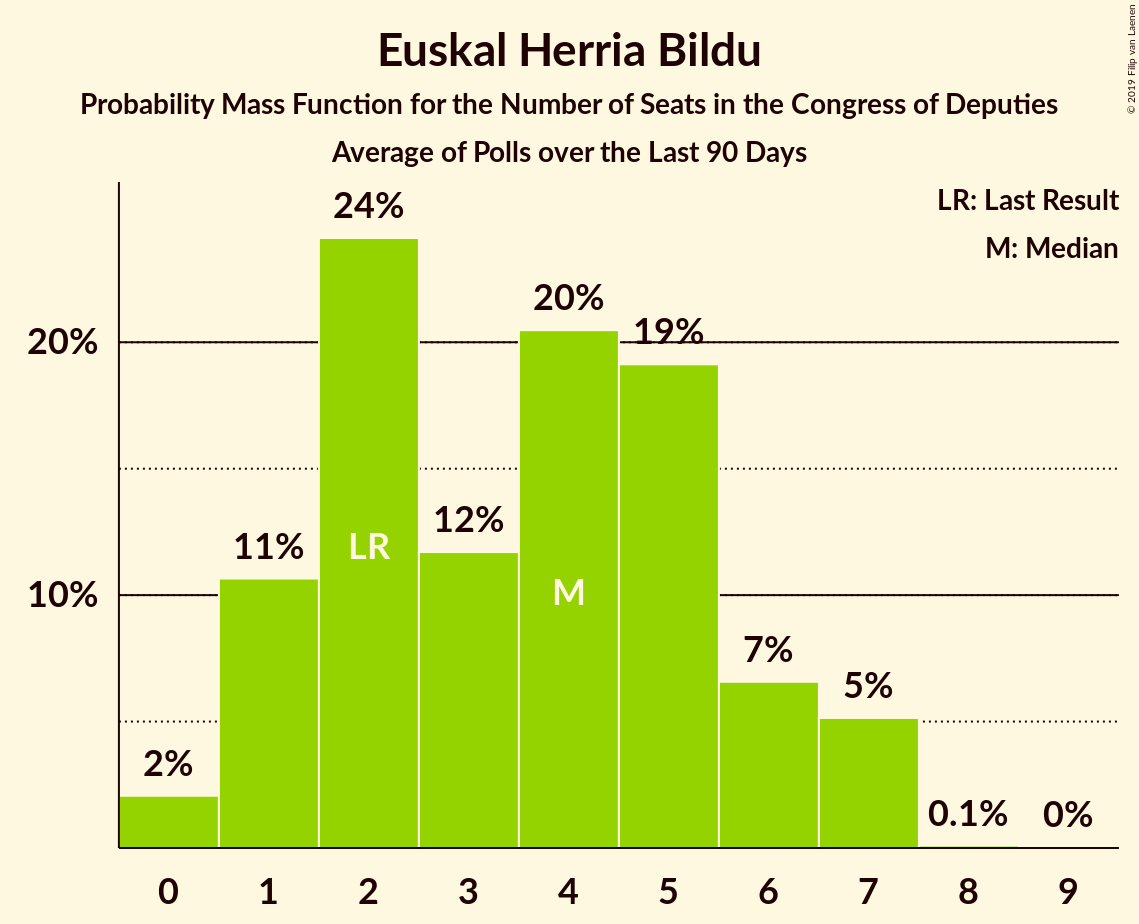 Euskal Herria Bildu
Probability Mass Function for the Number of Seats in the Congress of Deputies
Average of Polls over the Last 90 Days
© 2019 Filip van Laenen
LR: Last Result
M: Median
24%
20%
19%
20%
12%
11%
LR
M
10%
7%
5%
2%
0.1%
0%
0 1 2 3 4 5 6 7 8 9